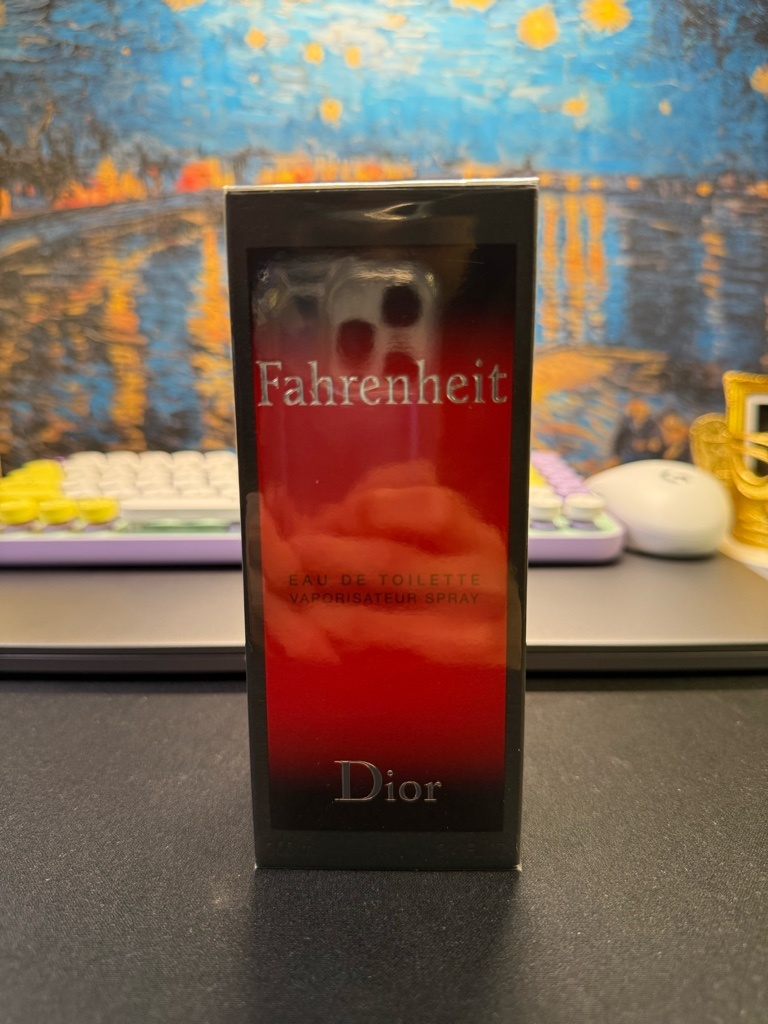 Fahrenheit
EAU DE TOILETTE
VAPORISATEUR SPRAY
Dior